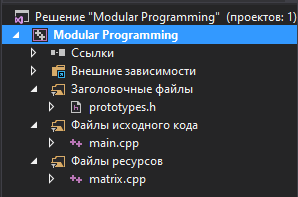 Решение "Modular Programming" (проектов: 1)
Modular Programming
Ссылки
Внешние зависимости
Заголовочные файлы
prototypes.h
Файлы исходного кода
main.cpp
Файлы ресурсов
matrix.cpp